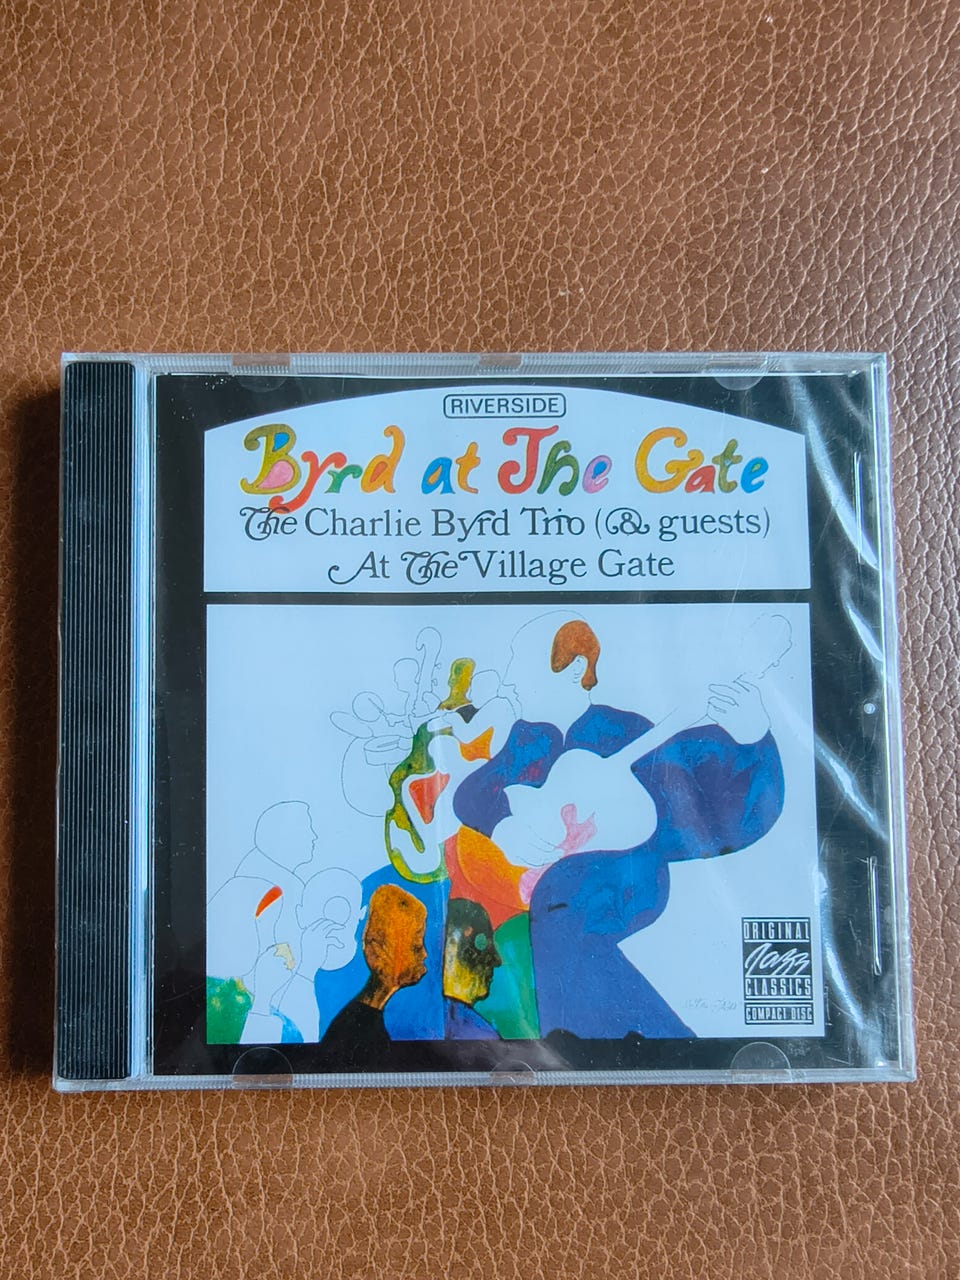 RIVERSIDE
Byrd at The Gate
The Charlie Byrd Trio (& guests)
At The Village Gate
ORIGINAL
Jazz
CLASSICS
COMPACT DISC